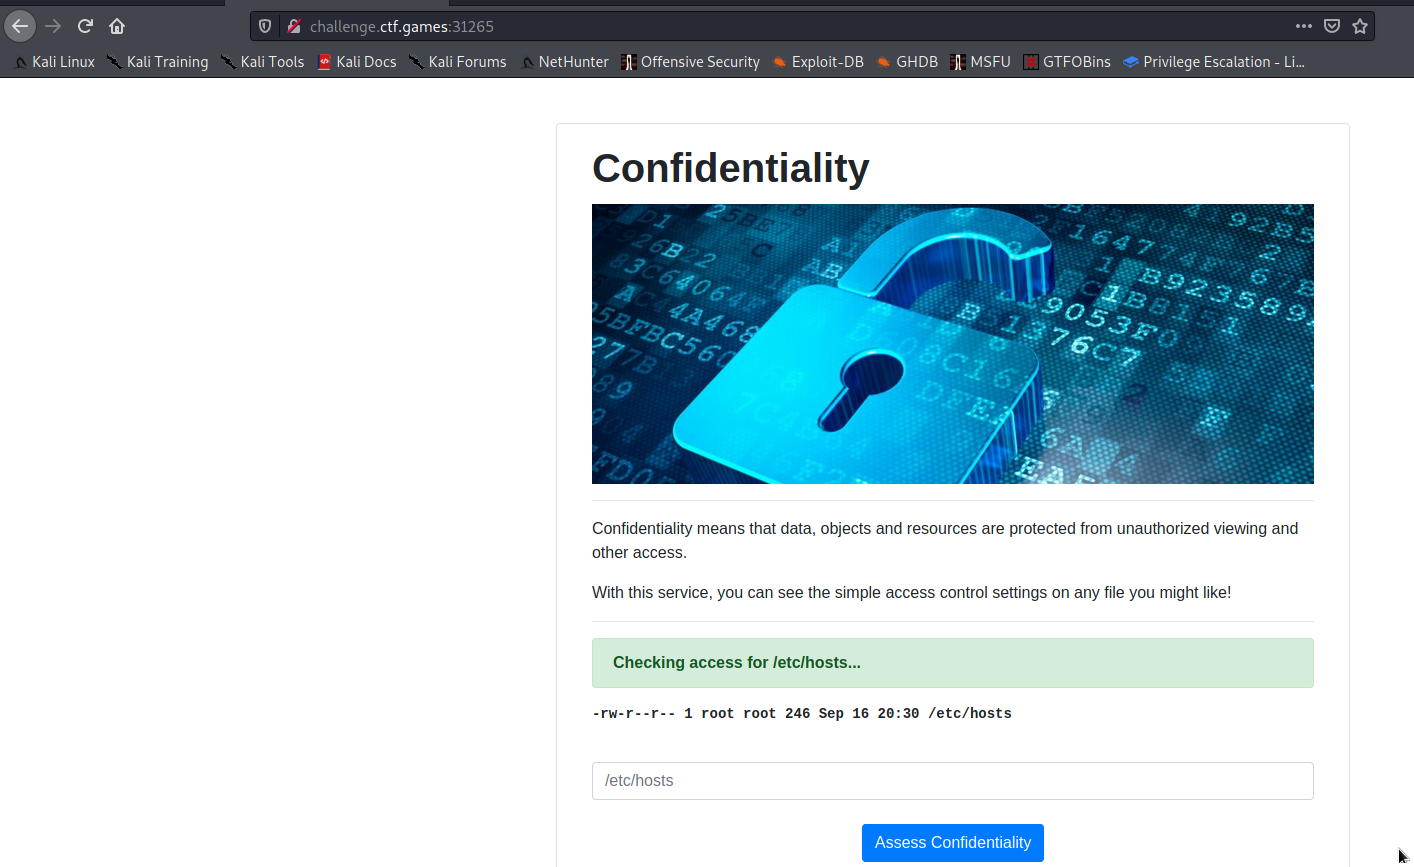 challenge.ctf.games:31265
Kali Linux Kali Training Kali Tools Kali Docs Kali Forums NetHunter Offensive Security Exploit-DB GHDB MSFU GTFOBins Privilege Escalation - Li...
Confidentiality
Confidentiality means that data, objects and resources are protected from unauthorized viewing and
other access.
With this service, you can see the simple access control settings on any file you might like!
Checking access for /etc/hosts...
-rw-r--r-- 1 root root 246 Sep 16 20:30 /etc/hosts
/etc/hosts
Assess Confidentiality